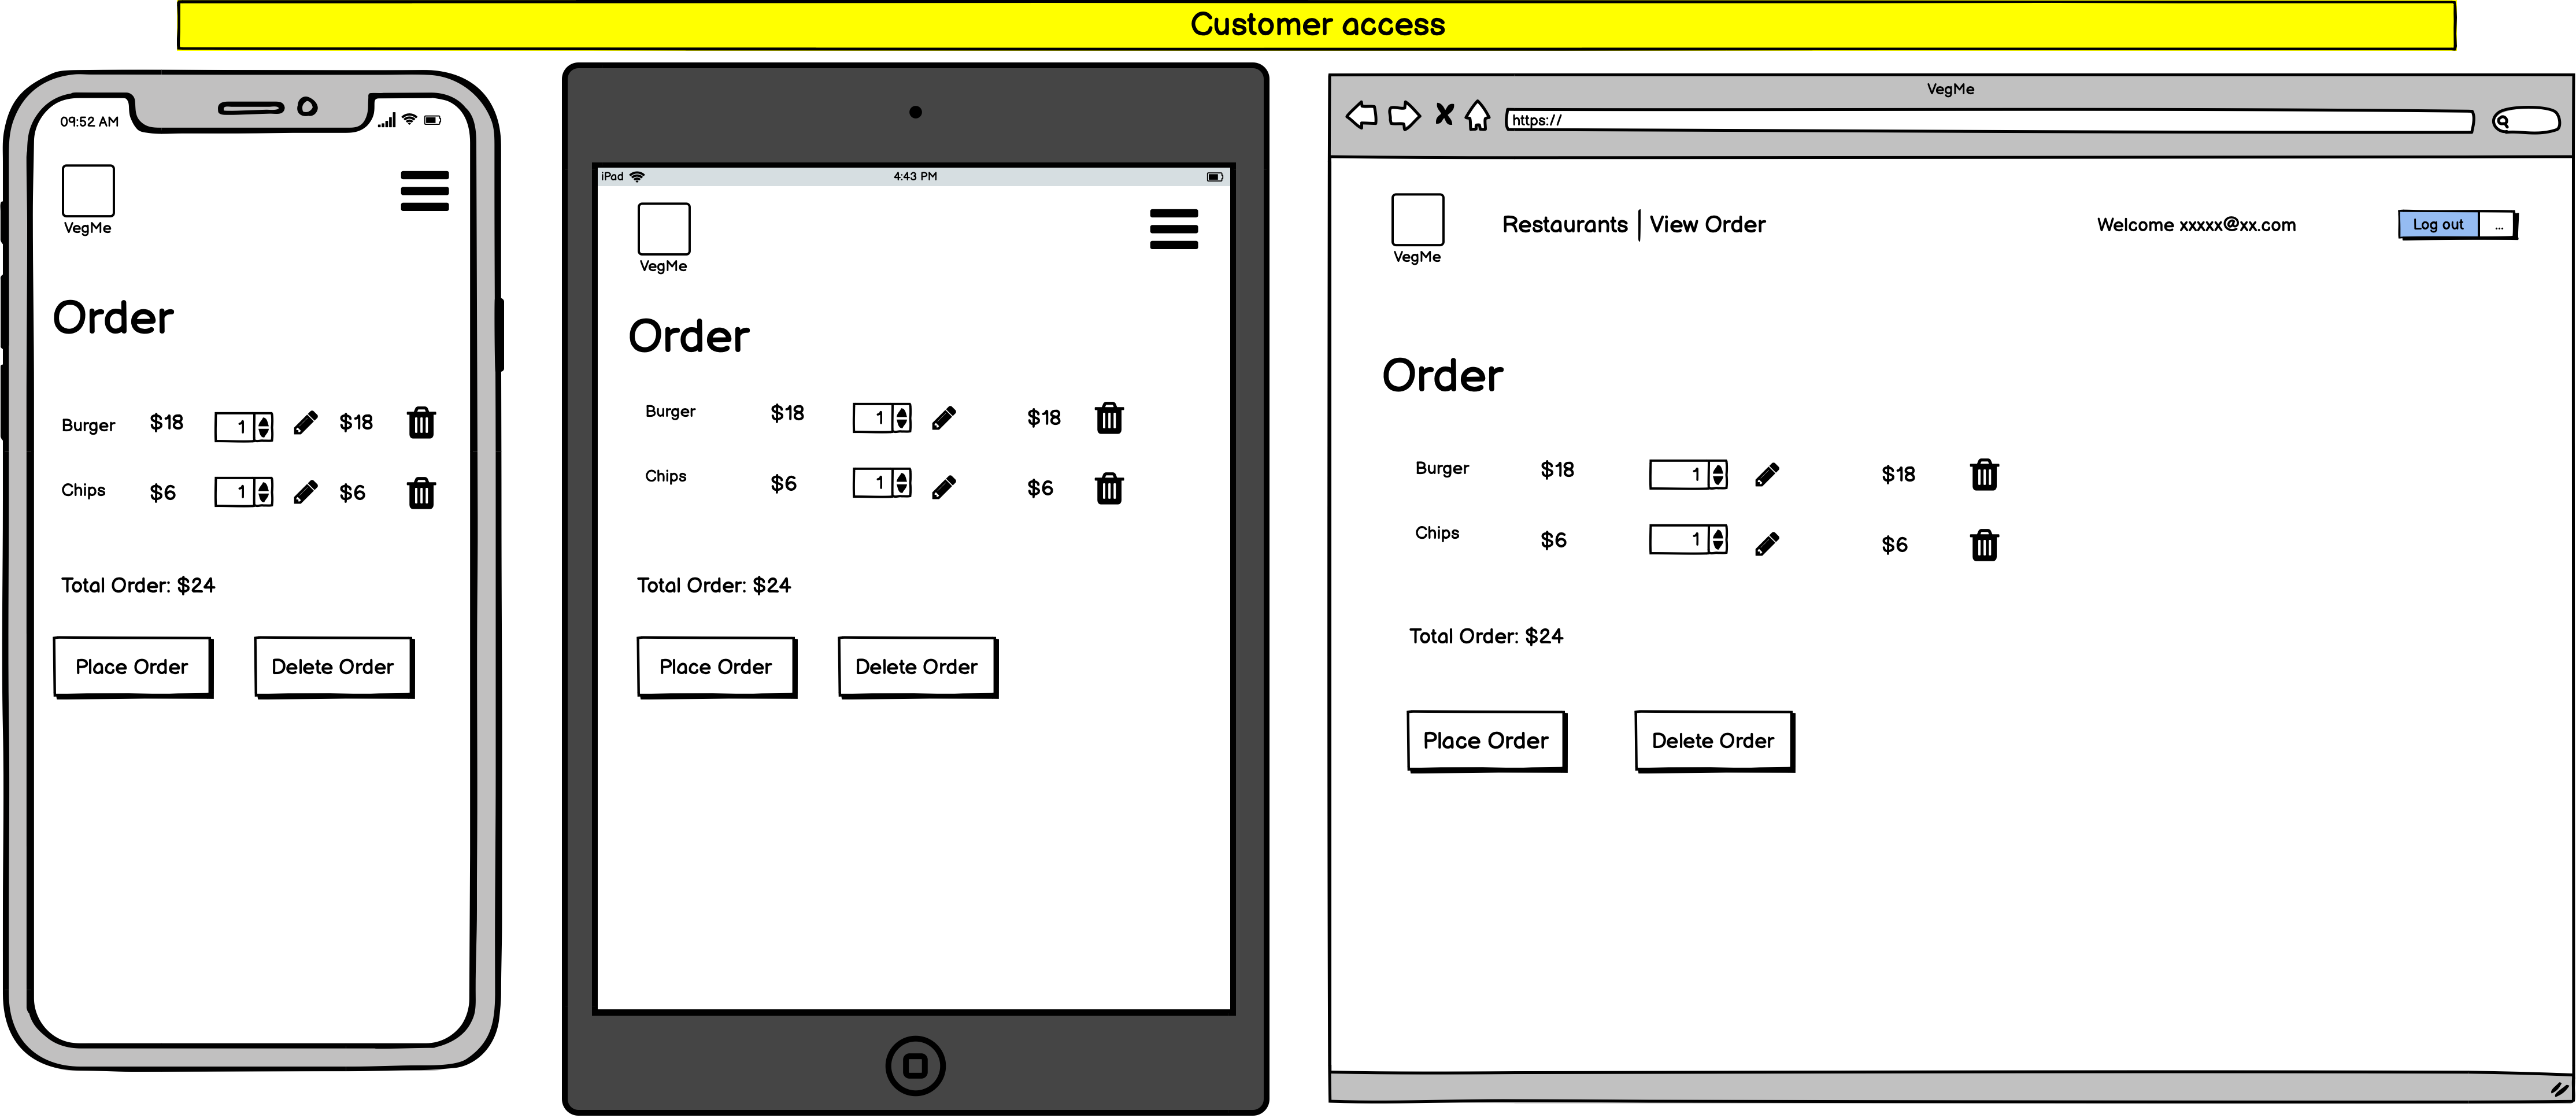 Customer access
09:52 AM
VegMe
Order
Burger $18 1 $18
Chips $6 1 $6
Total Order: $24
Place Order Delete Order
iPad 4:43 PM
VegMe
Order
Burger $18 1 $18
Chips $6 1 $6
Total Order: $24
Place Order Delete Order
VegMe
https://
VegMe
Restaurants View Order Welcome xxxxx@xx.com Log out ...
Order
Burger $18 1 $18
Chips $6 1 $6
Total Order: $24
Place Order Delete Order